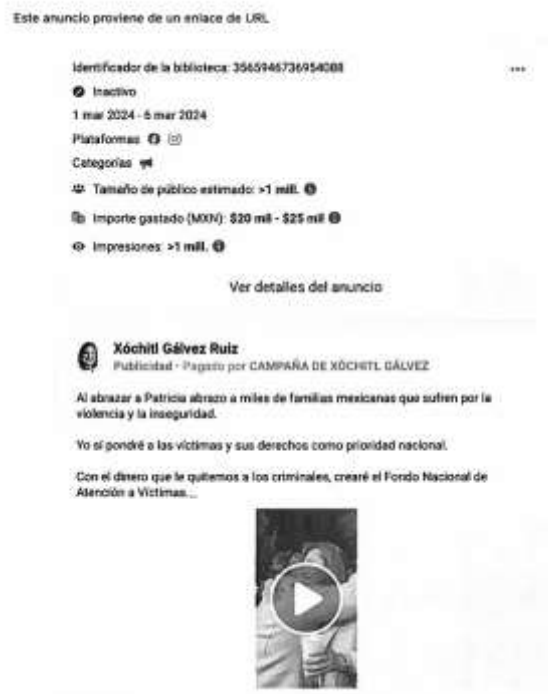 Este anuncio proviene de un enlace de URL
Identificador de la biblioteca: 3565946736954088
Inactivo
1 mar 2024 - 6 mar 2024
Plataformas
Categorías
Tamaño de público estimado: >1 mill.
Importe gastado (MXN): $20 mil - $25 mil
Impresiones: >1 mill.
Ver detalles del anuncio
Xóchitl Gálvez Ruiz
Publicidad · Pagado por CAMPAÑA DE XÓCHITL GÁLVEZ
Al abrazar a Patricia abrazo a miles de familias mexicanas que sufren por la
violencia y la inseguridad.
Yo sí pondré a las víctimas y sus derechos como prioridad nacional.
Con el dinero que le quitemos a los criminales, crearé el Fondo Nacional de
Atención a Víctimas...